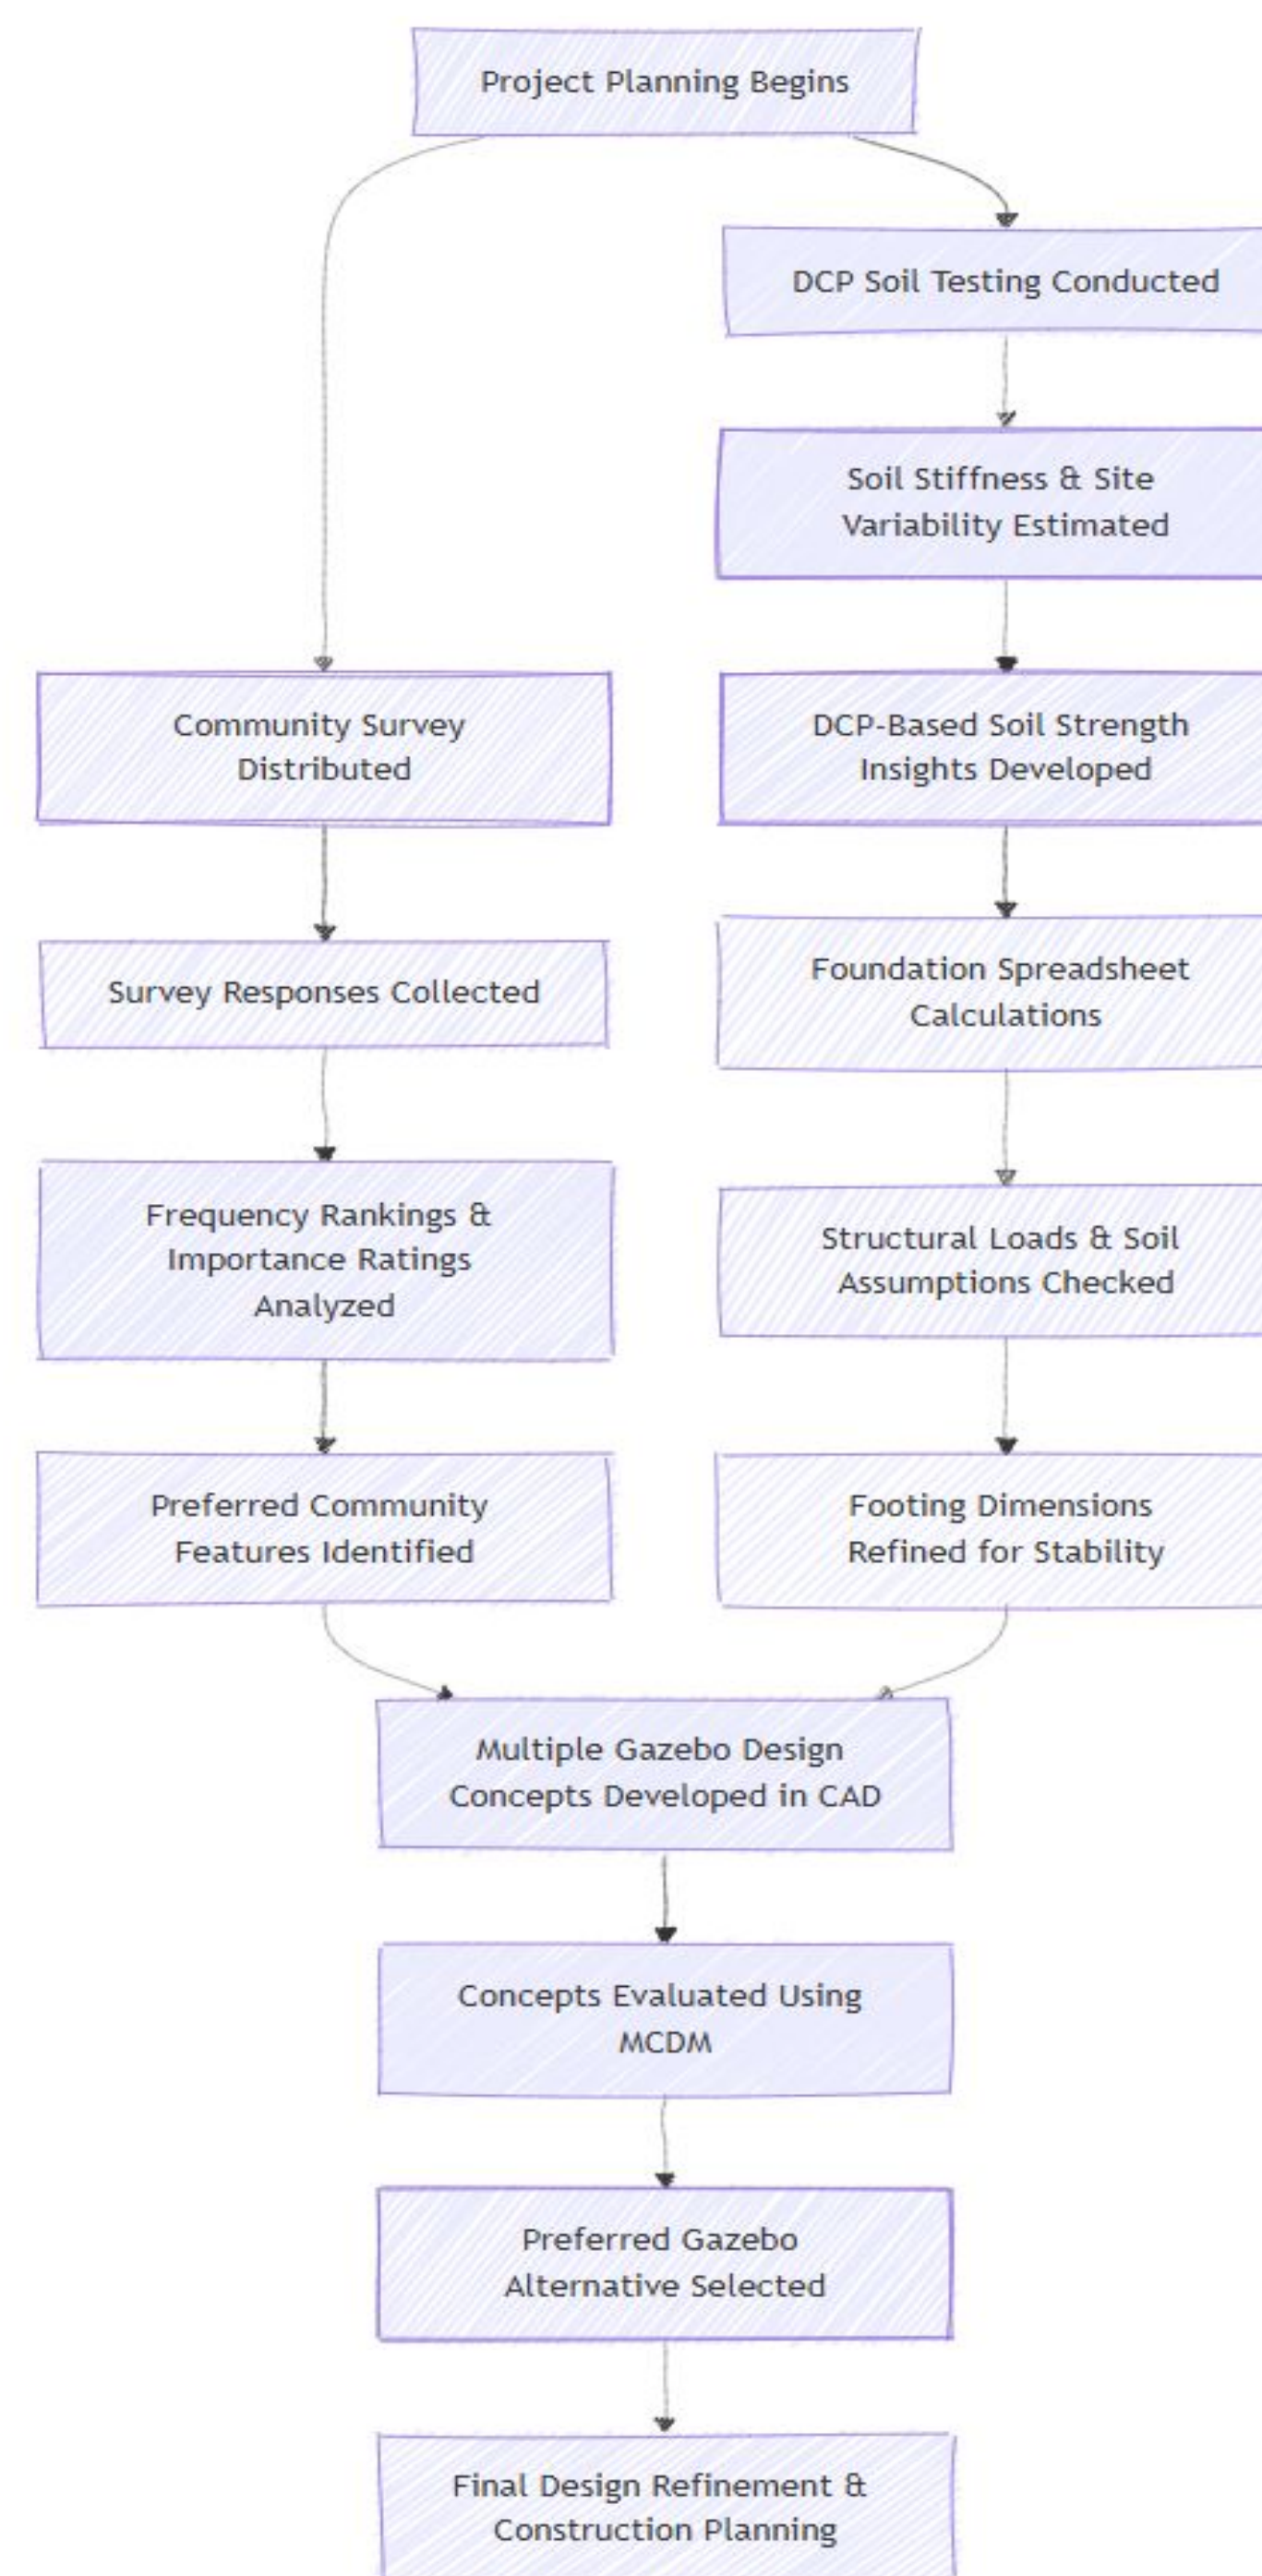 Project Planning Begins
DCP Soil Testing Conducted
Soil Stiffness & Site
Variability Estimated
Community Survey
Distributed
DCP-Based Soil Strength
Insights Developed
Survey Responses Collected
Foundation Spreadsheet
Calculations
Frequency Rankings &
Importance Ratings
Analyzed
Structural Loads & Soil
Assumptions Checked
Preferred Community
Features Identified
Footing Dimensions
Refined for Stability
Multiple Gazebo Design
Concepts Developed in CAD
Concepts Evaluated Using
MCDM
Preferred Gazebo
Alternative Selected
Final Design Refinement &
Construction Planning